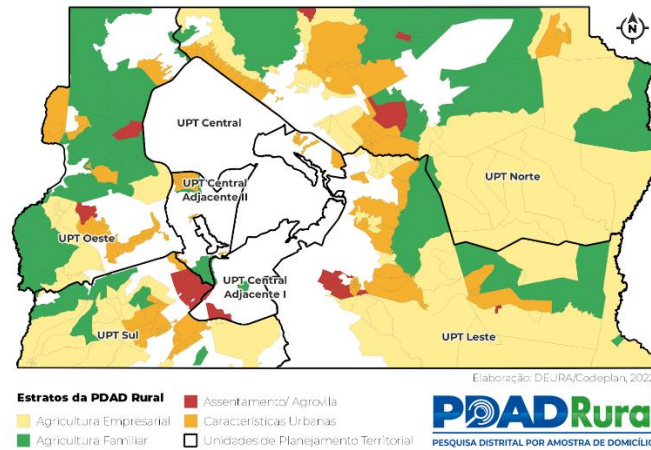 N
UPT Central
UPT Norte
UPT Central
Adjacente II
UPT Oeste
UPT Central
Adjacente I
UPT Sul
UPT Leste
Elaboração: DEURA/Codeplan, 2022
Estratos da PDAD Rural
Agricultura Empresarial
Agricultura Familiar
Assentamento/ Agrovila
Características Urbanas
Unidades de Planejamento Territorial
PDAD Rural
PESQUISA DISTRITAL POR AMOSTRA DE DOMICÍLIO